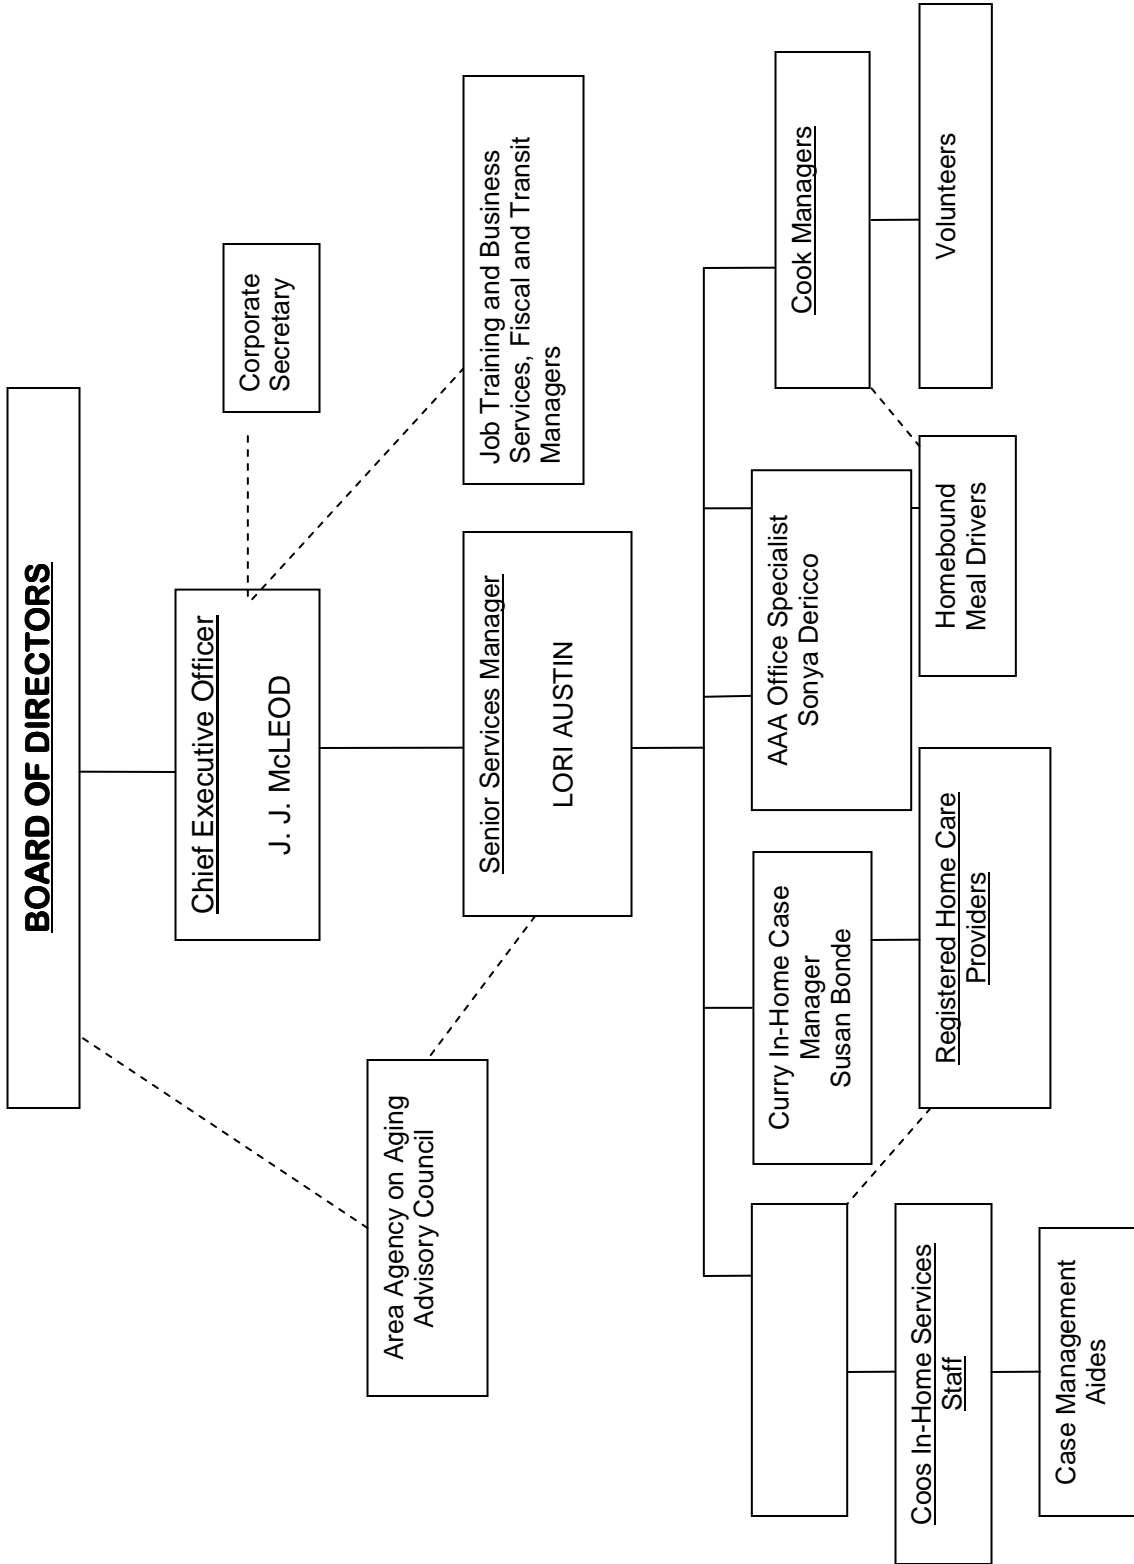 BOARD OF DIRECTORS
Chief Executive Officer
J. J. McLEOD
Corporate
Secretary
Area Agency on Aging
Advisory Council
Senior Services Manager
LORI AUSTIN
Job Training and Business
Services, Fiscal and Transit
Managers
Curry In-Home Case
Manager
Susan Bonde
AAA Office Specialist
Sonya Dericco
Cook Managers
Coos In-Home Services
Staff
Registered Home Care
Providers
Homebound
Meal Drivers
Volunteers
Case Management
Aides